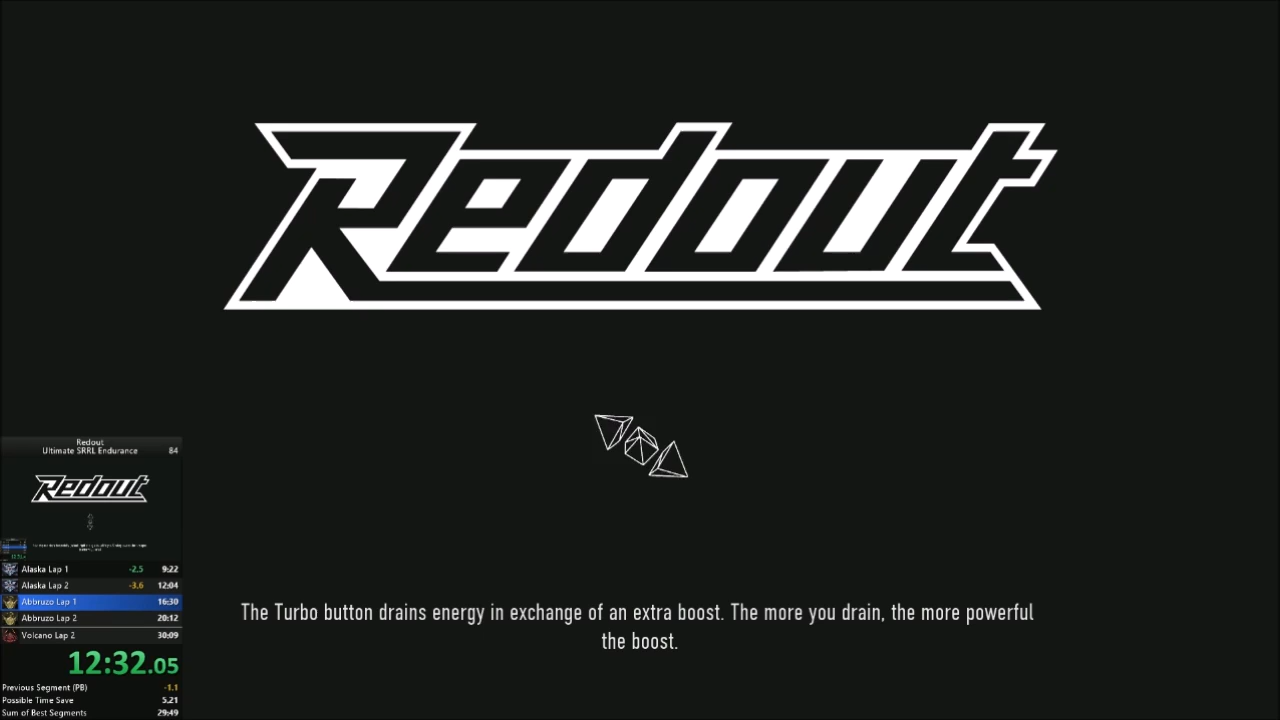 Redout
The Turbo button drains energy in exchange of an extra boost. The more you drain, the more powerful
the boost.
Redout
Ultimate SRRL Endurance 84
Redout
Alaska Lap 1 -2.5 9:22
Alaska Lap 2 -3.6 12:04
Abbruzo Lap 1 16:30
Abbruzo Lap 2 20:12
Volcano Lap 2 30:09
12:32.05
Previous Segment (PB) -1.1
Possible Time Save 5.21
Sum of Best Segments 29:49